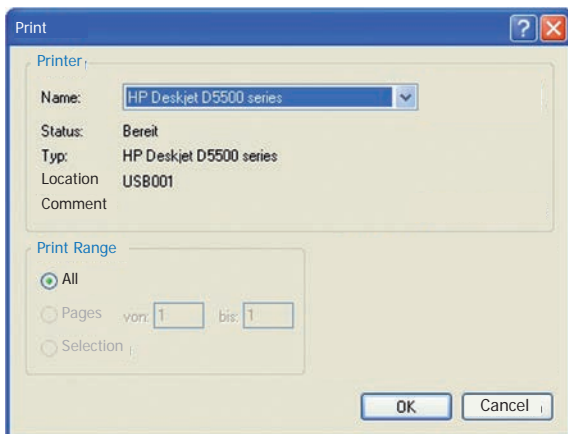 Print
Printer
Name: HP Deskjet D5500 series
Status: Bereit
Typ: HP Deskjet D5500 series
Location USB001
Comment
Print Range
All
Pages von: 1 bis: 1
Selection
OK Cancel